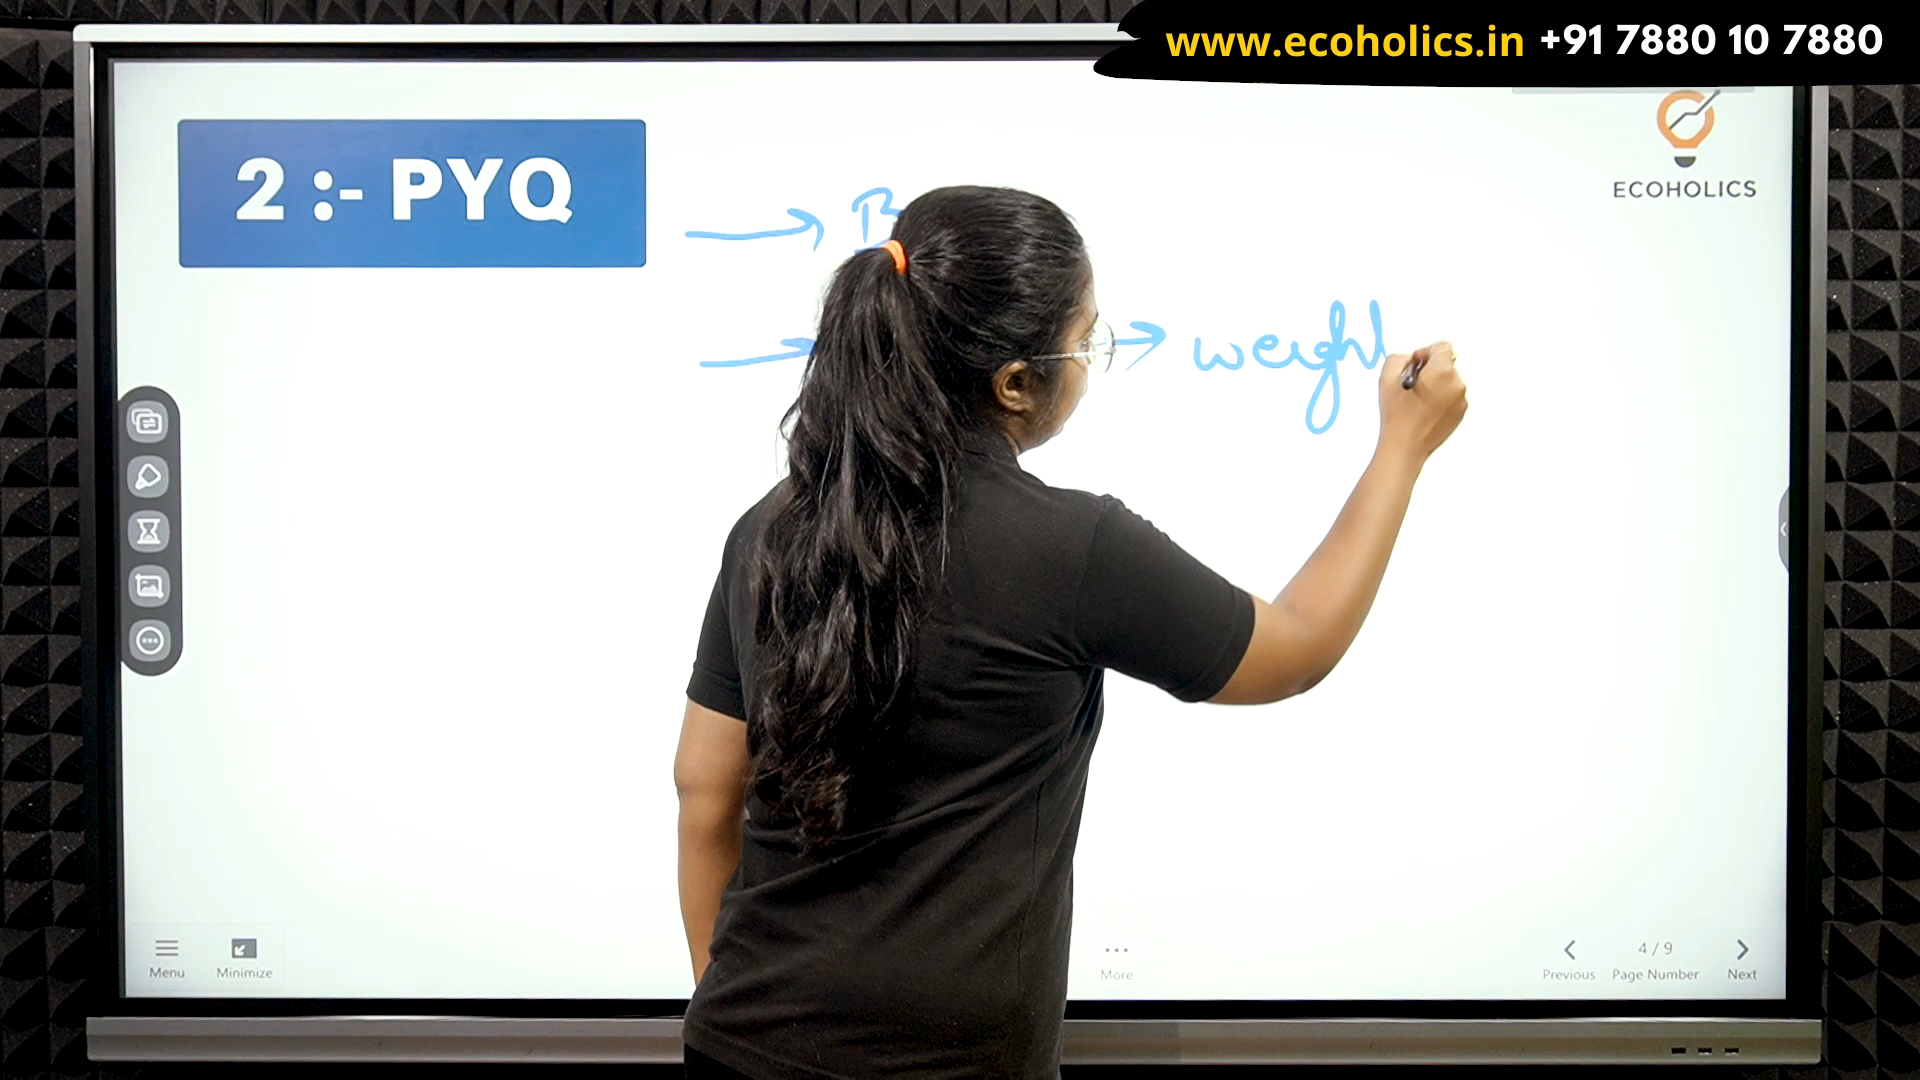 www.ecoholics.in +91 7880 10 7880
2 :- PYQ
ECOHOLICS
→
→ → weight
Menu
Minimize
More
Previous
4 / 9
Page Number
Next